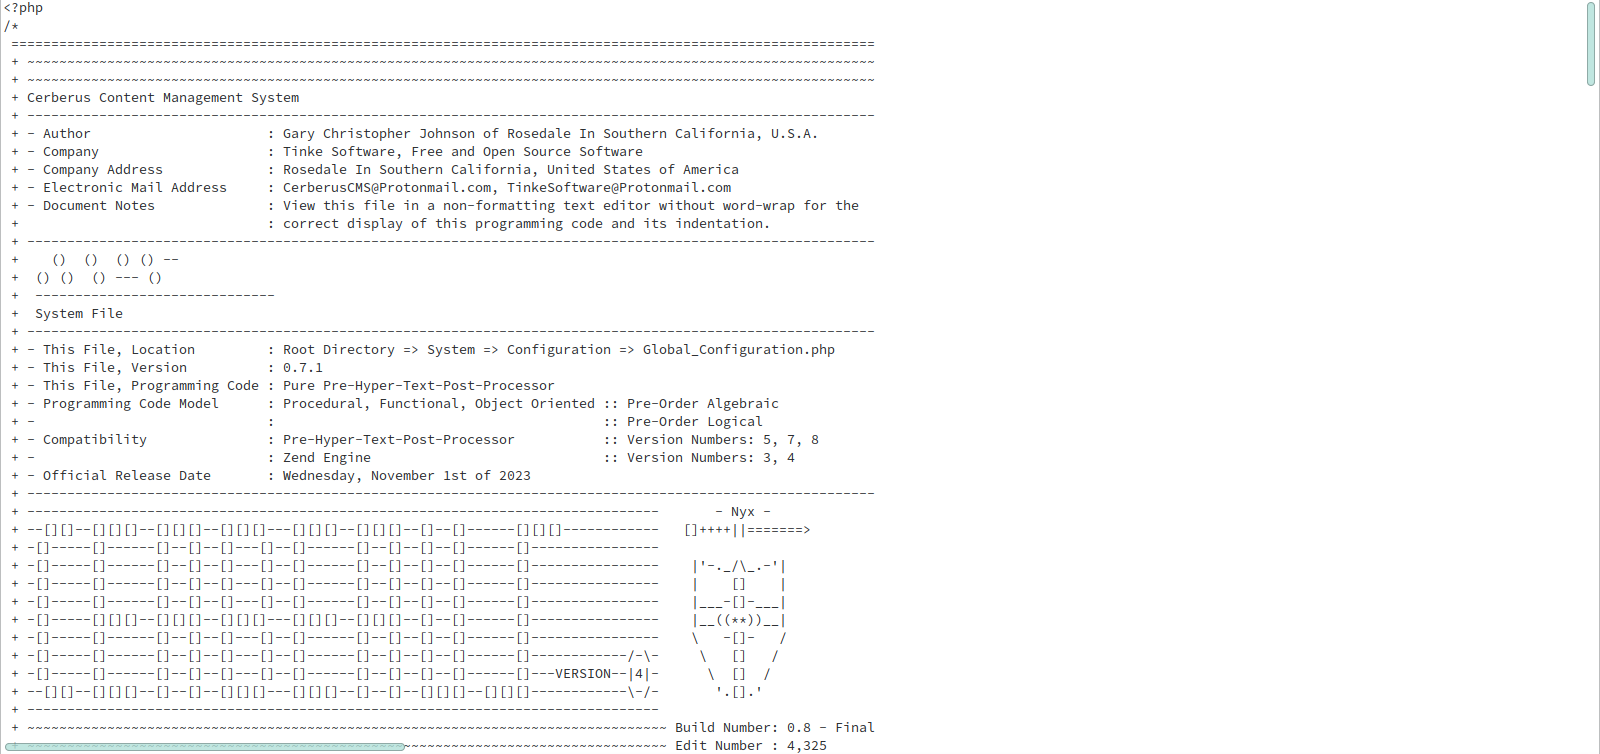 <?php
/*
 ============================================================================================================
 + ~~~~~~~~~~~~~~~~~~~~~~~~~~~~~~~~~~~~~~~~~~~~~~~~~~~~~~~~~~~~~~~~~~~~~~~~~~~~~~~~~~~~~~~~~~~~~~~~~~~~~~~~~~
 + ~~~~~~~~~~~~~~~~~~~~~~~~~~~~~~~~~~~~~~~~~~~~~~~~~~~~~~~~~~~~~~~~~~~~~~~~~~~~~~~~~~~~~~~~~~~~~~~~~~~~~~~~~~
 + Cerberus Content Management System
 + ----------------------------------------------------------------------------------------------------------
 + - Author                      : Gary Christopher Johnson of Rosedale In Southern California, U.S.A.
 + - Company                     : Tinke Software, Free and Open Source Software
 + - Company Address             : Rosedale In Southern California, United States of America
 + - Electronic Mail Address     : CerberusCMS@Protonmail.com, TinkeSoftware@Protonmail.com
 + - Document Notes              : View this file in a non-formatting text editor without word-wrap for the
 +                               : correct display of this programming code and its indentation.
 + ----------------------------------------------------------------------------------------------------------
 +    ()  ()  () () --
 +  () ()  () --- ()
 +  ------------------------------
 +  System File
 + ----------------------------------------------------------------------------------------------------------
 + - This File, Location         : Root Directory => System => Configuration => Global_Configuration.php
 + - This File, Version          : 0.7.1
 + - This File, Programming Code : Pure Pre-Hyper-Text-Post-Processor
 + - Programming Code Model      : Procedural, Functional, Object Oriented :: Pre-Order Algebraic
 + -                             :                                         :: Pre-Order Logical
 + - Compatibility               : Pre-Hyper-Text-Post-Processor           :: Version Numbers: 5, 7, 8
 + -                             : Zend Engine                             :: Version Numbers: 3, 4
 + - Official Release Date       : Wednesday, November 1st of 2023
 + ----------------------------------------------------------------------------------------------------------
 + -------------------------------------------------------------------------------       - Nyx -
 + --[][]--[][][]--[][][]--[][][]---[][][]--[][][]--[]--[]------[][][]------------   []++++||=======>
 + -[]-----[]------[]--[]--[]---[]--[]------[]--[]--[]--[]------[]----------------
 + -[]-----[]------[]--[]--[]---[]--[]------[]--[]--[]--[]------[]----------------    |'-._/\_.-'|
 + -[]-----[]------[]--[]--[]---[]--[]------[]--[]--[]--[]------[]----------------    |    []    |
 + -[]-----[]------[]--[]--[]---[]--[]------[]--[]--[]--[]------[]----------------    |___-[]-___|
 + -[]-----[][][]--[][][]--[][][]---[][][]--[][][]--[]--[]------[]----------------    |__((**))__|
 + -[]-----[]------[]--[]--[]---[]--[]------[]--[]--[]--[]------[]----------------    \   -[]-   /
 + -[]-----[]------[]--[]--[]---[]--[]------[]--[]--[]--[]------[]------------/-\-     \   []   /
 + -[]-----[]------[]--[]--[]---[]--[]------[]--[]--[]--[]------[]---VERSION--|4|-      \  []  /
 + --[][]--[][][]--[]--[]--[][][]---[][][]--[]--[]--[][][]--[][][]------------\-/-       '.[].'
 + -------------------------------------------------------------------------------
 + ~~~~~~~~~~~~~~~~~~~~~~~~~~~~~~~~~~~~~~~~~~~~~~~~~~~~~~~~~~~~~~~~~~~~~~~~~~~~~~~~ Build Number: 0.8 - Final
 + ~~~~~~~~~~~~~~~~~~~~~~~~~~~~~~~~~~~~~~~~~~~~~~~~~~~~~~~~~~~~~~~~~~~~~~~~~~~~~~~~ Edit Number : 4,325